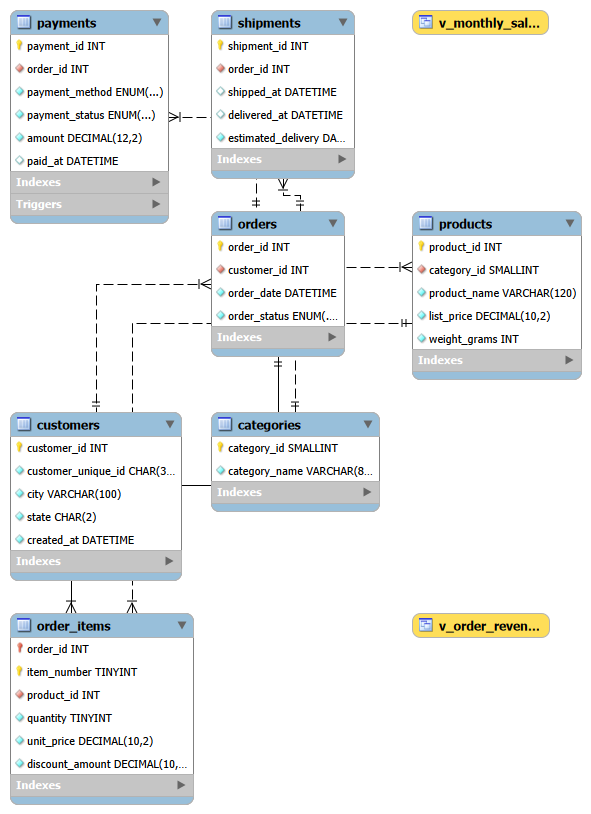 payments
payment_id INT
order_id INT
payment_method ENUM(...)
payment_status ENUM(...)
amount DECIMAL(12,2)
paid_at DATETIME
Indexes
Triggers
shipments
shipment_id INT
order_id INT
shipped_at DATETIME
delivered_at DATETIME
estimated_delivery DA...
Indexes
v_monthly_sal...
orders
order_id INT
customer_id INT
order_date DATETIME
order_status ENUM(....
Indexes
products
product_id INT
category_id SMALLINT
product_name VARCHAR(120)
list_price DECIMAL(10,2)
weight_grams INT
Indexes
customers
customer_id INT
customer_unique_id CHAR(3...
city VARCHAR(100)
state CHAR(2)
created_at DATETIME
Indexes
categories
category_id SMALLINT
category_name VARCHAR(8...
Indexes
order_items
order_id INT
item_number TINYINT
product_id INT
quantity TINYINT
unit_price DECIMAL(10,2)
discount_amount DECIMAL(10,...
Indexes
v_order_reven...